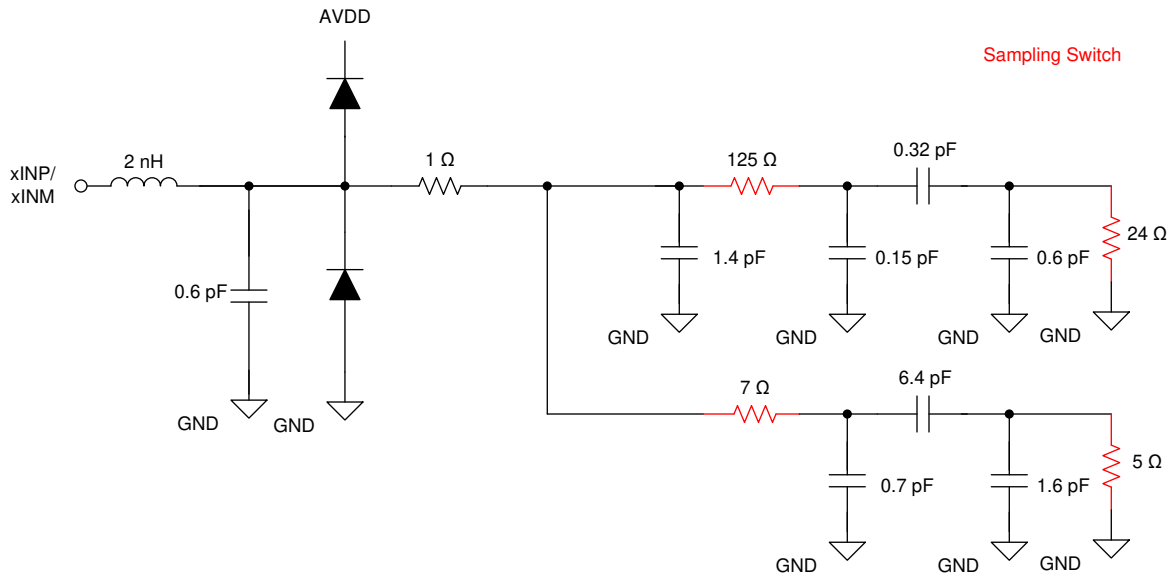 AVDD
Sampling Switch
xINP/
xINM
2 nH
1 Ω
125 Ω
0.32 pF
0.6 pF
1.4 pF
0.15 pF
0.6 pF
24 Ω
GND
GND
GND
GND
GND
GND
7 Ω
6.4 pF
0.7 pF
1.6 pF
5 Ω
GND
GND
GND